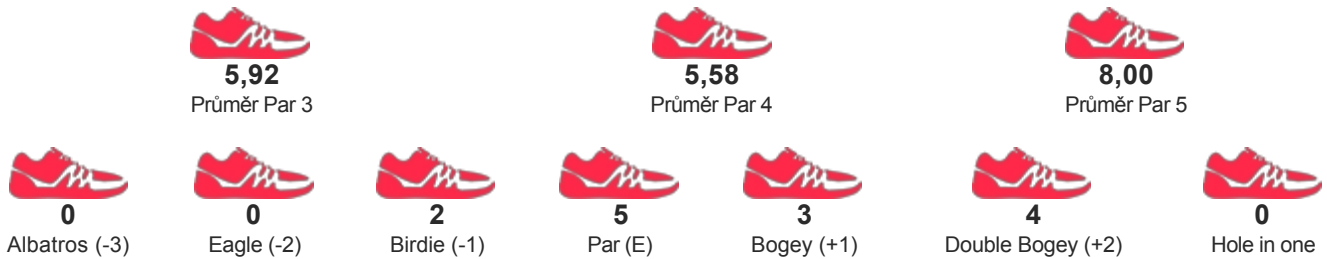 5,92 5,58 8,00
Průměr Par 3 Průměr Par 4 Průměr Par 5
0 0 2 5 3 4 0
Albatros (-3) Eagle (-2) Birdie (-1) Par (E) Bogey (+1) Double Bogey (+2) Hole in one